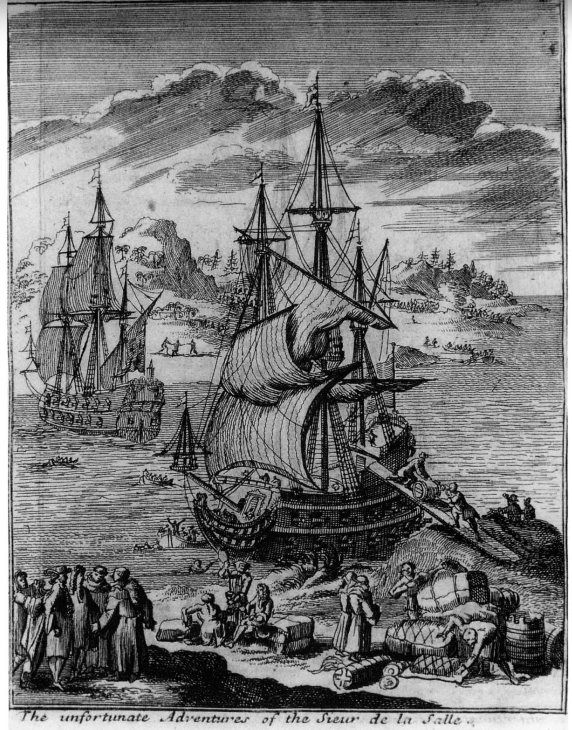 The unfortunate Adventures of the Sieur de la Salle.